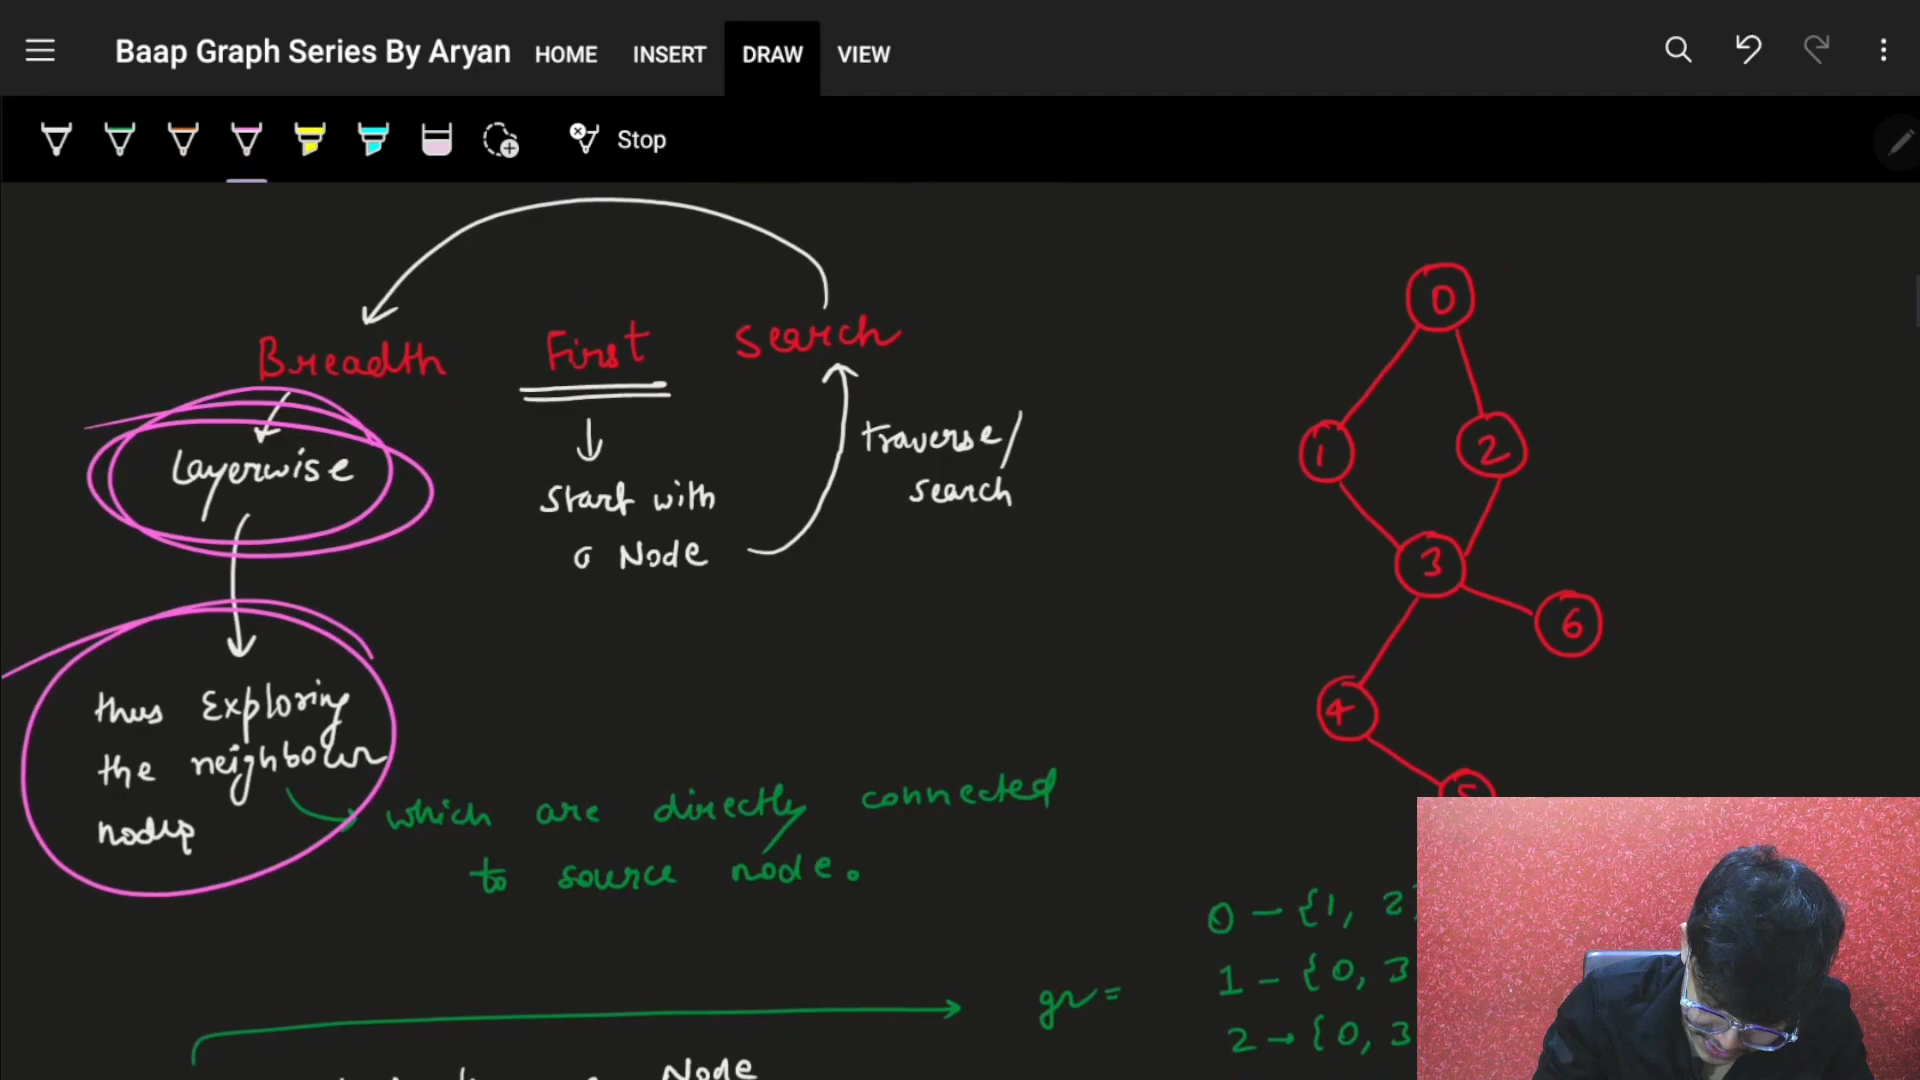 Baap Graph Series By Aryan HOME INSERT DRAW VIEW
Stop
Breadth First Search
Layerwise
Start with
a Node
traverse/
search
thus Exploring
the neighbour
nodes
which are directly connected
to source node.
0
1
2
3
6
4
5
gr =
0 - {1, 2
1 - {0, 3
2 → {0, 3
Node